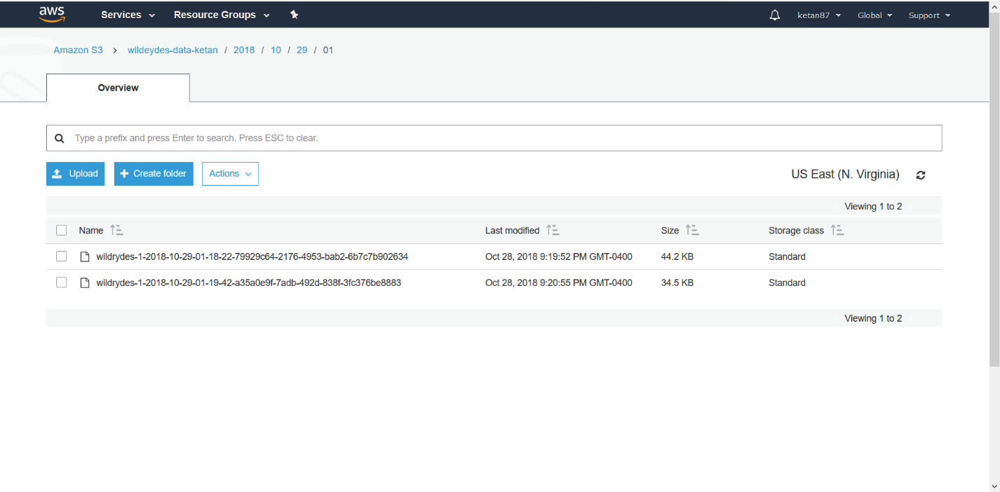 aws Services Resource Groups ketan87 Global Support
Amazon S3 > wildeydes-data-ketan / 2018 / 10 / 29 / 01
Overview
Type a prefix and press Enter to search. Press ESC to clear.
Upload Create folder Actions US East (N. Virginia)
Viewing 1 to 2
Name Last modified Size Storage class
wildrydes-1-2018-10-29-01-18-22-79929c64-2176-4953-bab2-6b7c7b902634 Oct 28, 2018 9:19:52 PM GMT-0400 44.2 KB Standard
wildrydes-1-2018-10-29-01-19-42-a35a0e9f-7adb-492d-838f-3fc376be8883 Oct 28, 2018 9:20:55 PM GMT-0400 34.5 KB Standard
Viewing 1 to 2